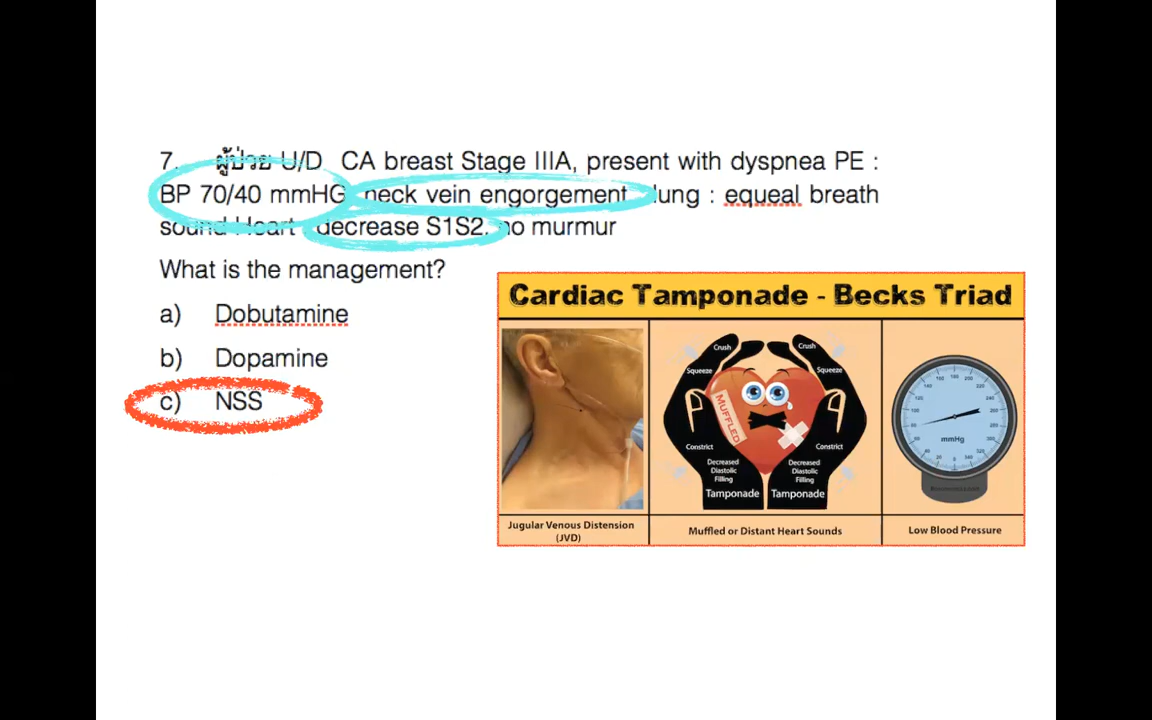 7. ผู้ป่วย U/D CA breast Stage IIIA, present with dyspnea PE :
BP 70/40 mmHG neck vein engorgement lung : equeal breath
sound Heart decrease S1S2. no murmur
What is the management?
a) Dobutamine
b) Dopamine
c) NSS
Cardiac Tamponade - Becks Triad
Crush
Crush
Squeeze
Squeeze
MUFFLED
Constrict
Constrict
Decreased
Diastolic
Filling
Decreased
Diastolic
Filling
Tamponade
Tamponade
mmHg
Jugular Venous Distension
(JVD)
Muffled or Distant Heart Sounds
Low Blood Pressure